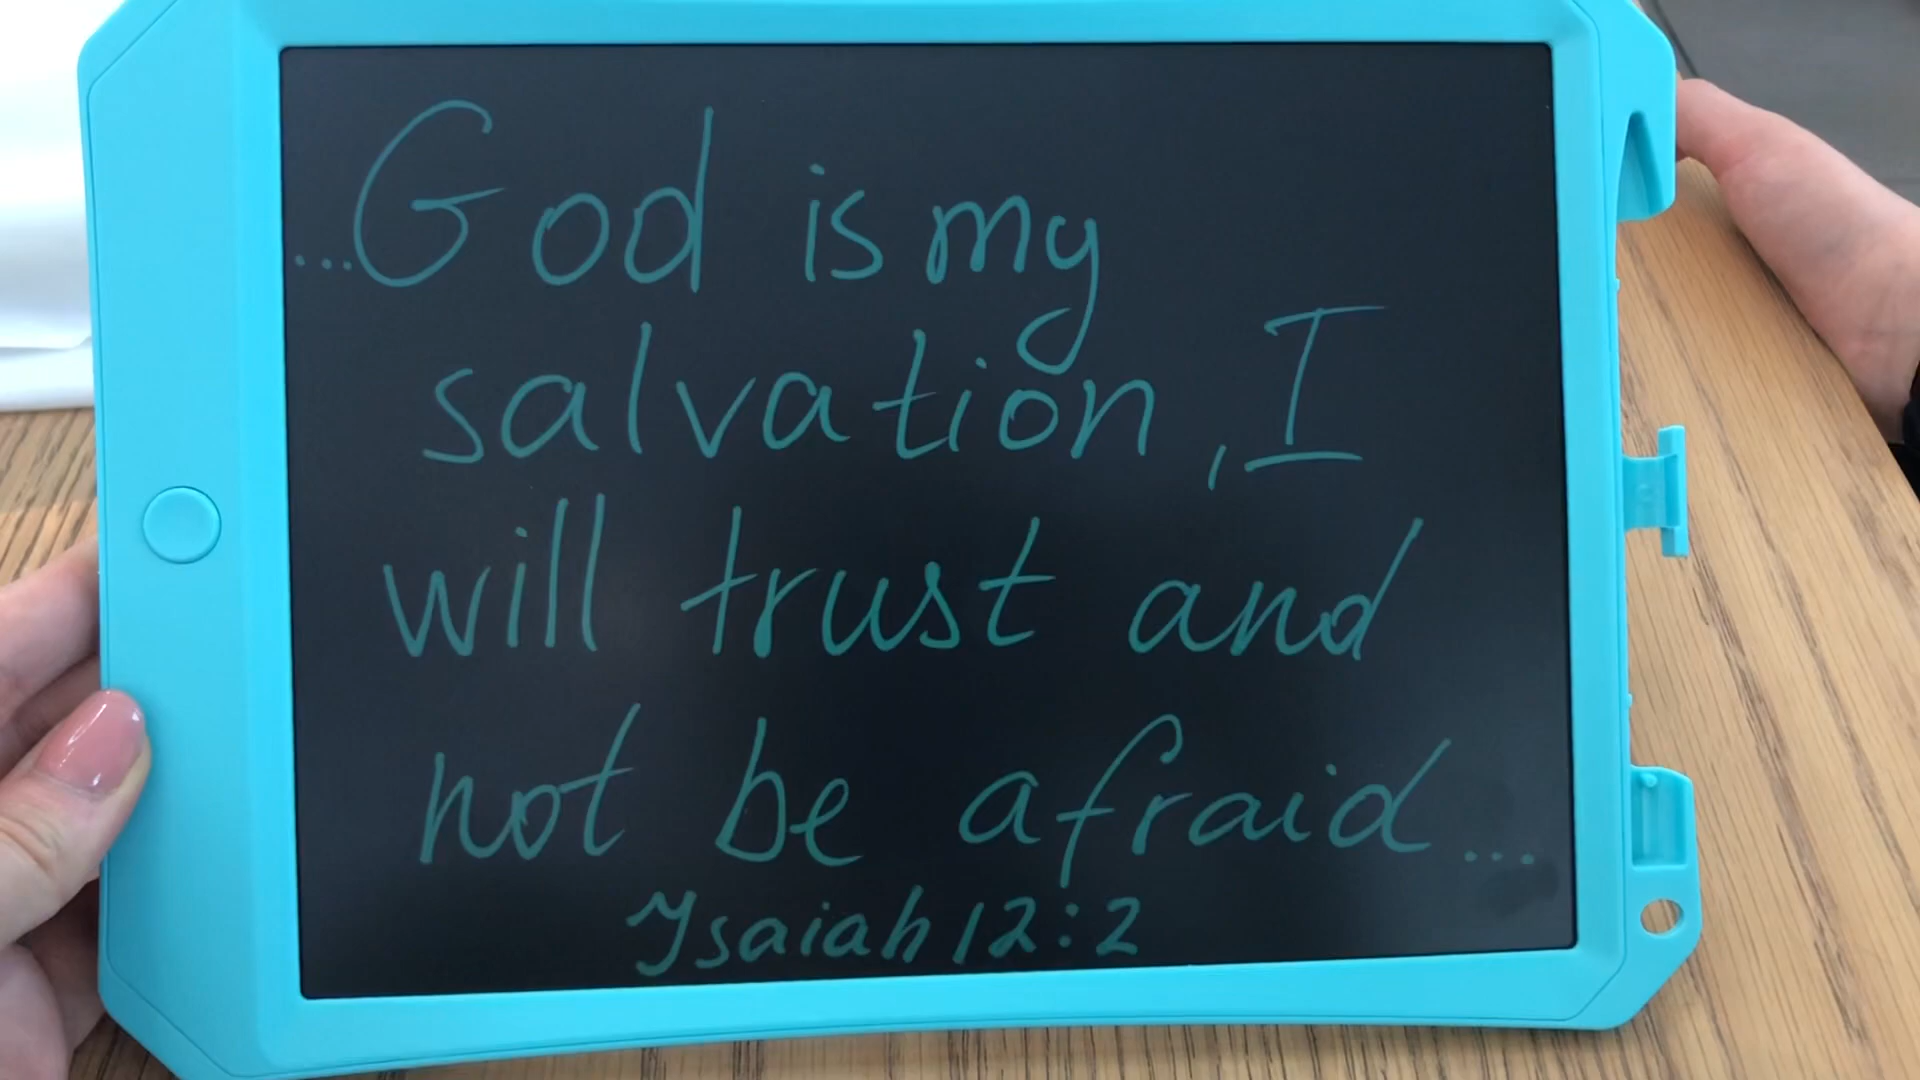 ...God is my
salvation, I
will trust and
not be afraid...
Isaiah 12:2